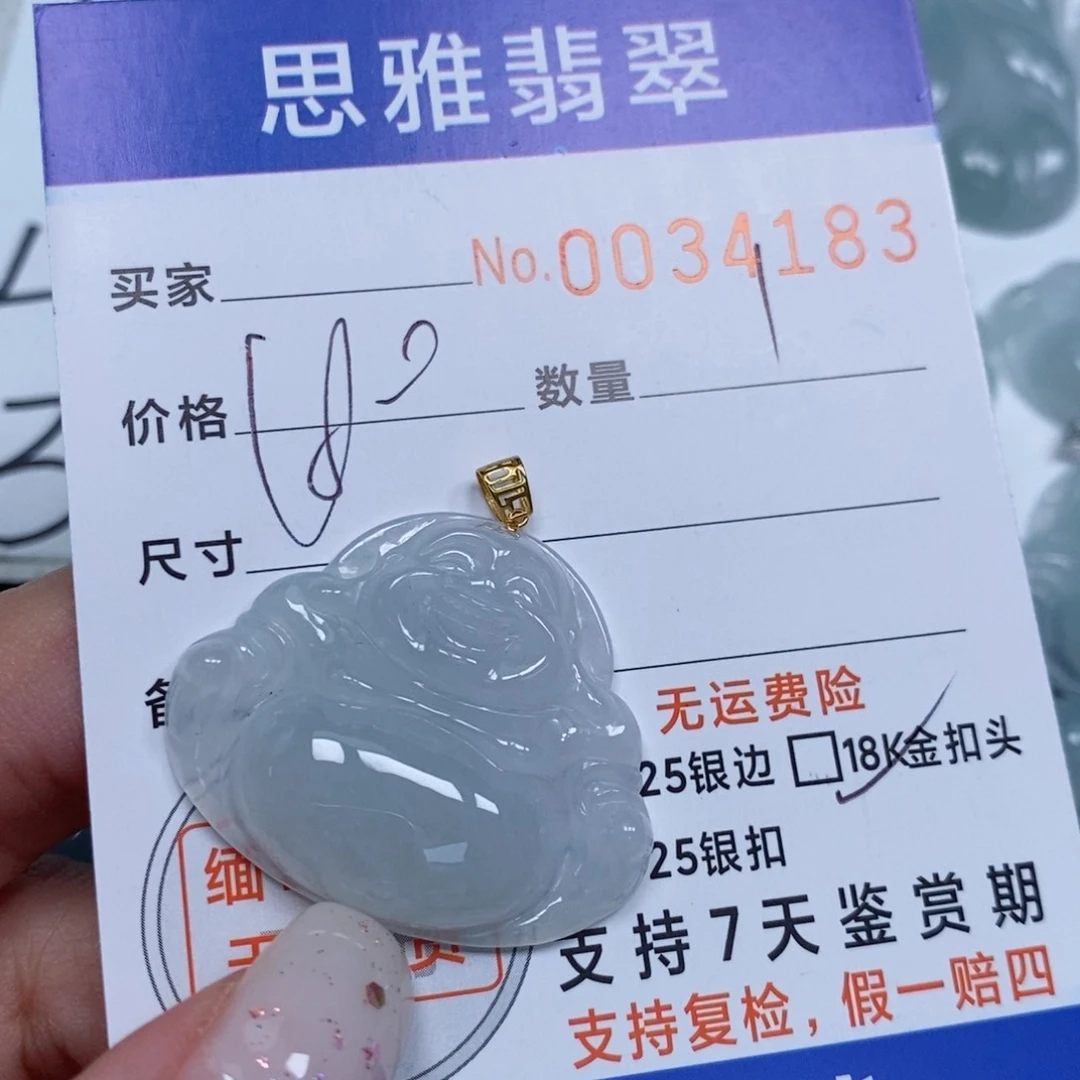 思雅翡翠
买家 No.0034183
价格 数量 1
尺寸
无运费险
25银边 □18K金扣头
25银扣
缅
支持7天鉴赏期
支持复检，假一赔四